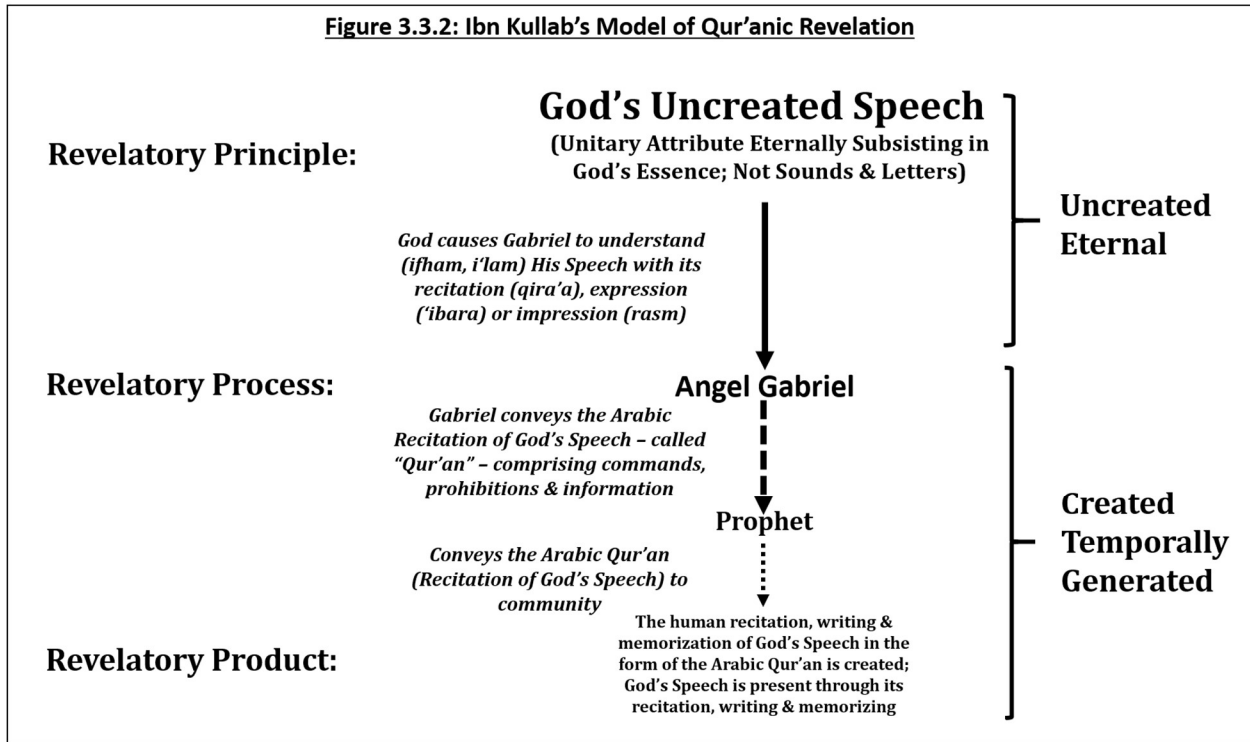 Figure 3.3.2: Ibn Kullab’s Model of Qur’anic Revelation
Revelatory Principle:
God’s Uncreated Speech
(Unitary Attribute Eternally Subsisting in
God’s Essence; Not Sounds & Letters)
Uncreated
Eternal
God causes Gabriel to understand
(ifham, i‘lam) His Speech with its
recitation (qira’a), expression
(‘ibara) or impression (rasm)
Revelatory Process:
Angel Gabriel
Gabriel conveys the Arabic
Recitation of God’s Speech – called
“Qur’an” – comprising commands,
prohibitions & information
Prophet
Created
Temporally
Generated
Conveys the Arabic Qur’an
(Recitation of God’s Speech) to
community
Revelatory Product:
The human recitation, writing &
memorization of God’s Speech in the
form of the Arabic Qur’an is created;
God’s Speech is present through its
recitation, writing & memorizing